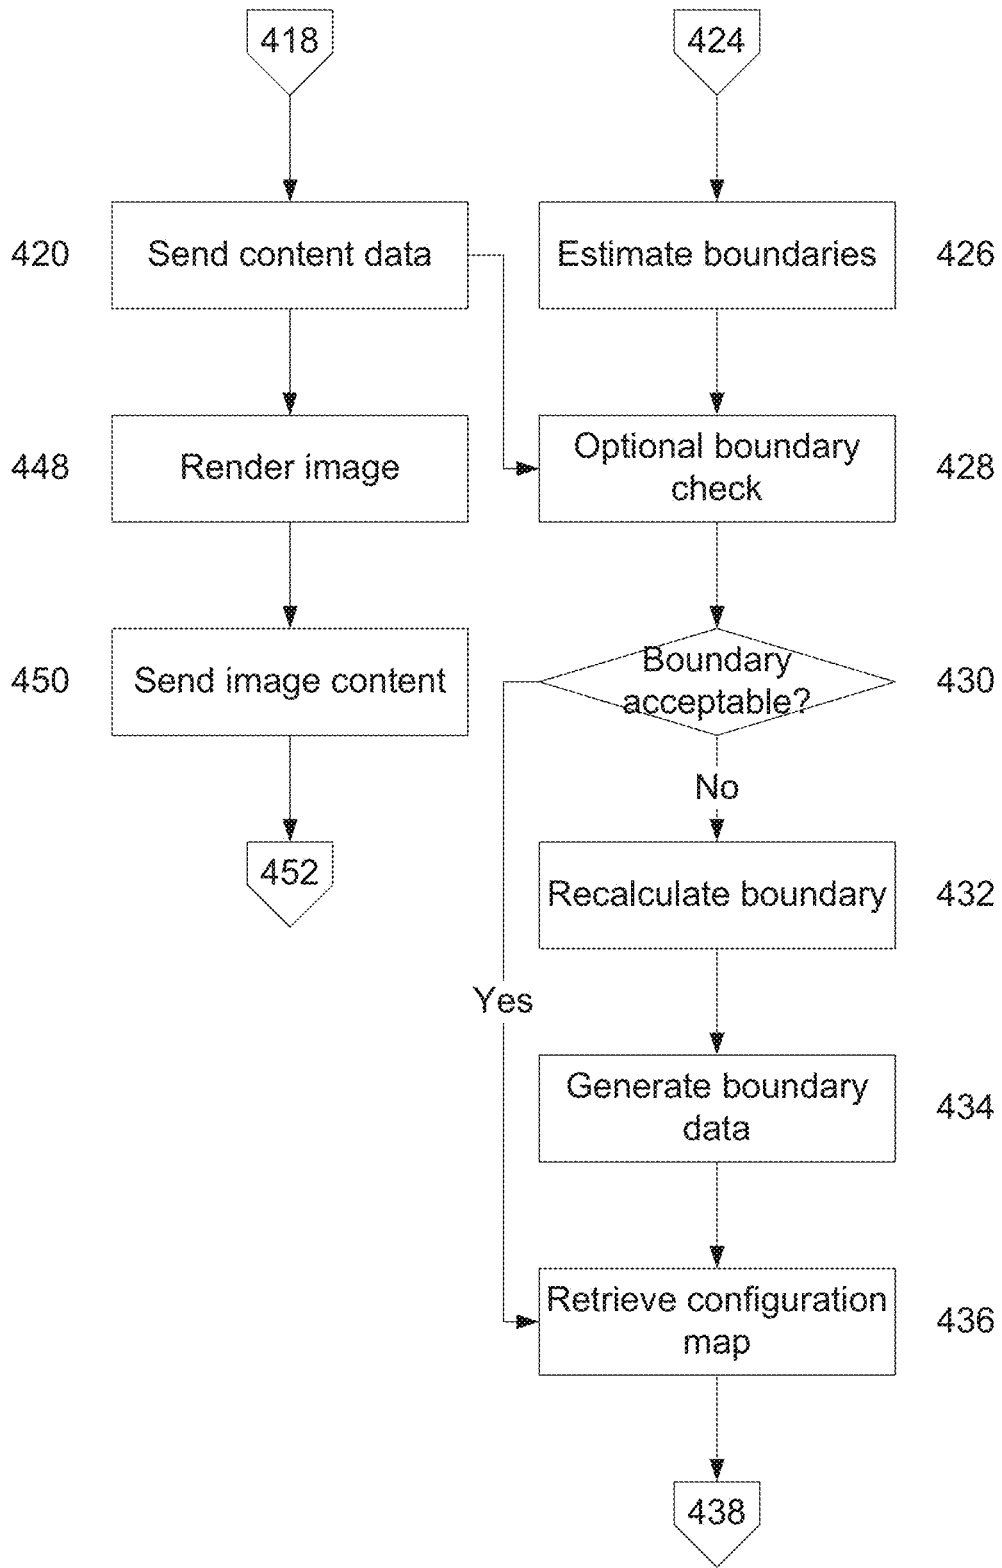 418
424
420
Send content data
Estimate boundaries
426
448
Render image
Optional boundary
check
428
450
Send image content
Boundary
acceptable?
430
No
452
Recalculate boundary
432
Yes
Generate boundary
data
434
Retrieve configuration
map
436
438